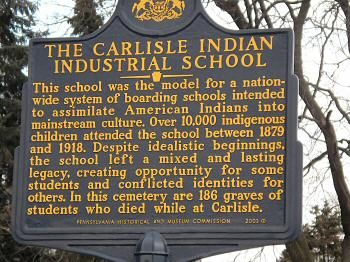 THE CARLISLE INDIAN
INDUSTRIAL SCHOOL
This school was the model for a nation-
wide system of boarding schools intended
to assimilate American Indians into
mainstream culture. Over 10,000 indigenous
children attended the school between 1879
and 1918. Despite idealistic beginnings,
the school left a mixed and lasting
legacy, creating opportunity for some
students and conflicted identities for
others. In this cemetery are 186 graves of
students who died while at Carlisle.
PENNSYLVANIA HISTORICAL AND MUSEUM COMMISSION 2003 ©